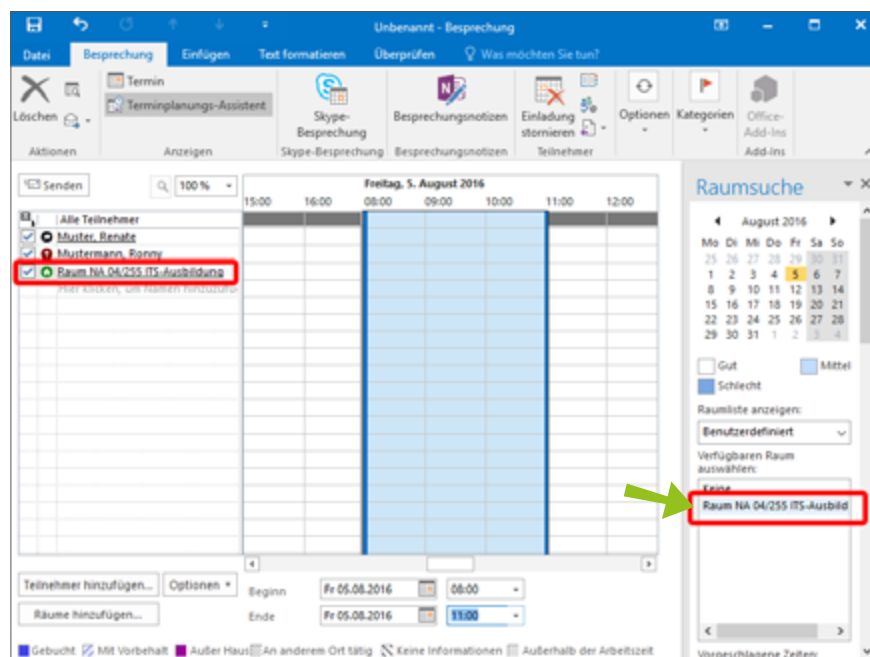 Unbenannt - Besprechung
Datei Besprechung Einfügen Text formatieren Überprüfen Was möchten Sie tun?
Löschen
Termin
Terminplanungs-Assistent
Skype-
Besprechung
Besprechungsnotizen
Einladung
stornieren
Optionen
Kategorien
Office-
Add-Ins
Aktionen Anzeigen Skype-Besprechung Besprechungsnotizen Teilnehmer Add-Ins
Senden 100 %
Freitag, 5. August 2016
15:00 16:00 08:00 09:00 10:00 11:00 12:00
Alle Teilnehmer
Muster, Renate
Mustermann, Ronny
Raum NA 04/255 ITS-Ausbildung
Hier klicken, um Namen hinzuzufü
Teilnehmer hinzufügen... Optionen
Räume hinzufügen...
Beginn Fr 05.08.2016 08:00
Ende Fr 05.08.2016 11:00
Gebucht Mit Vorbehalt Außer Haus An anderem Ort tätig Keine Informationen Außerhalb der Arbeitszeit
Raumsuche
August 2016
Mo Di Mi Do Fr Sa So
25 26 27 28 29 30 31
1 2 3 4 5 6 7
8 9 10 11 12 13 14
15 16 17 18 19 20 21
22 23 24 25 26 27 28
29 30 31 1 2 3 4
Gut Mittel
Schlecht
Raumliste anzeigen:
Benutzerdefiniert
Verfügbaren Raum
auswählen:
Keine
Raum NA 04/255 ITS-Ausbild
Vorgeschlagene Zeiten: